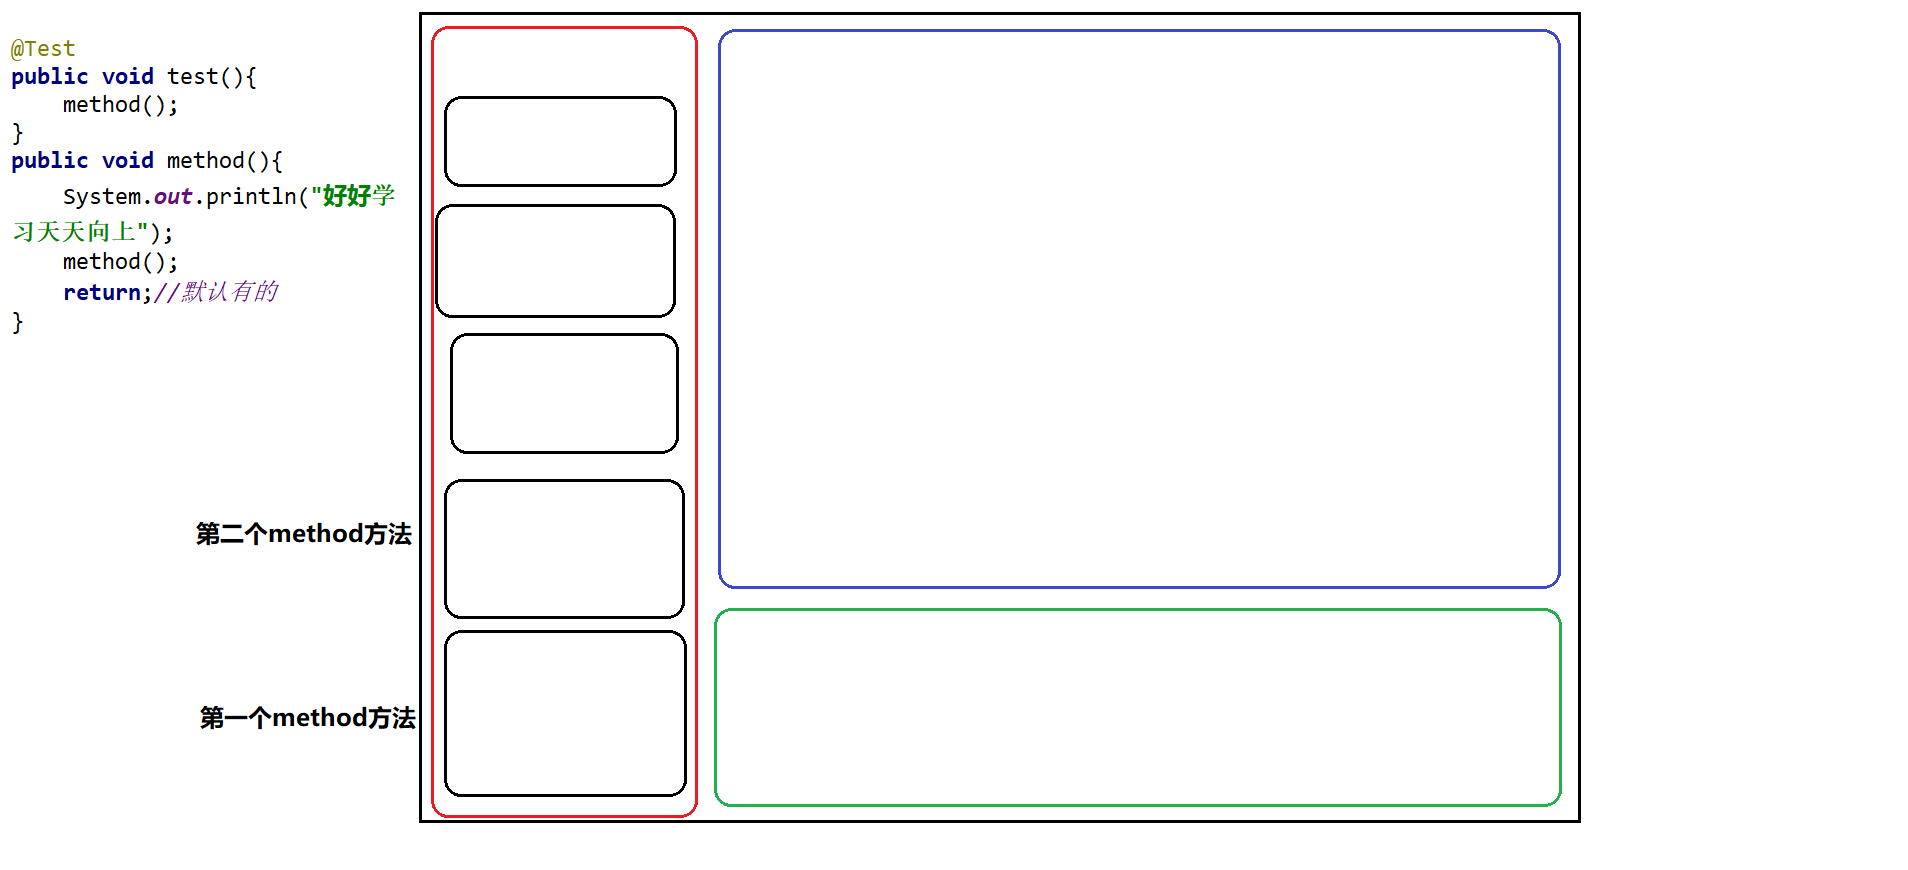 @Test
public void test(){
    method();
}
public void method(){
    System.out.println("好好学
习天天向上");
    method();
    return;//默认有的
}
第二个method方法
第一个method方法